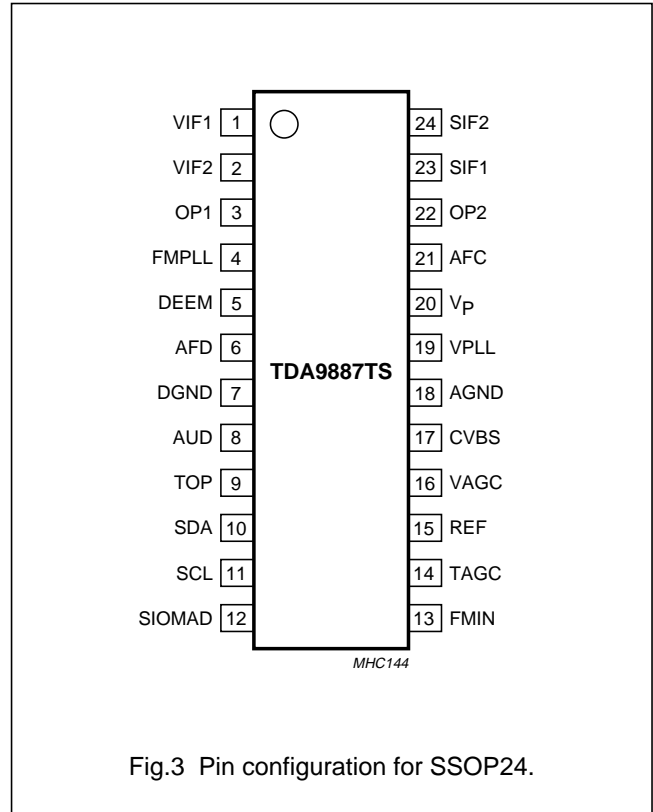 VIF1 1 24 SIF2
VIF2 2 23 SIF1
OP1 3 22 OP2
FMPLL 4 21 AFC
DEEM 5 20 VP
AFD 6 19 VPLL
TDA9887TS
DGND 7 18 AGND
AUD 8 17 CVBS
TOP 9 16 VAGC
SDA 10 15 REF
SCL 11 14 TAGC
SIOMAD 12 13 FMIN
MHC144
Fig.3 Pin configuration for SSOP24.